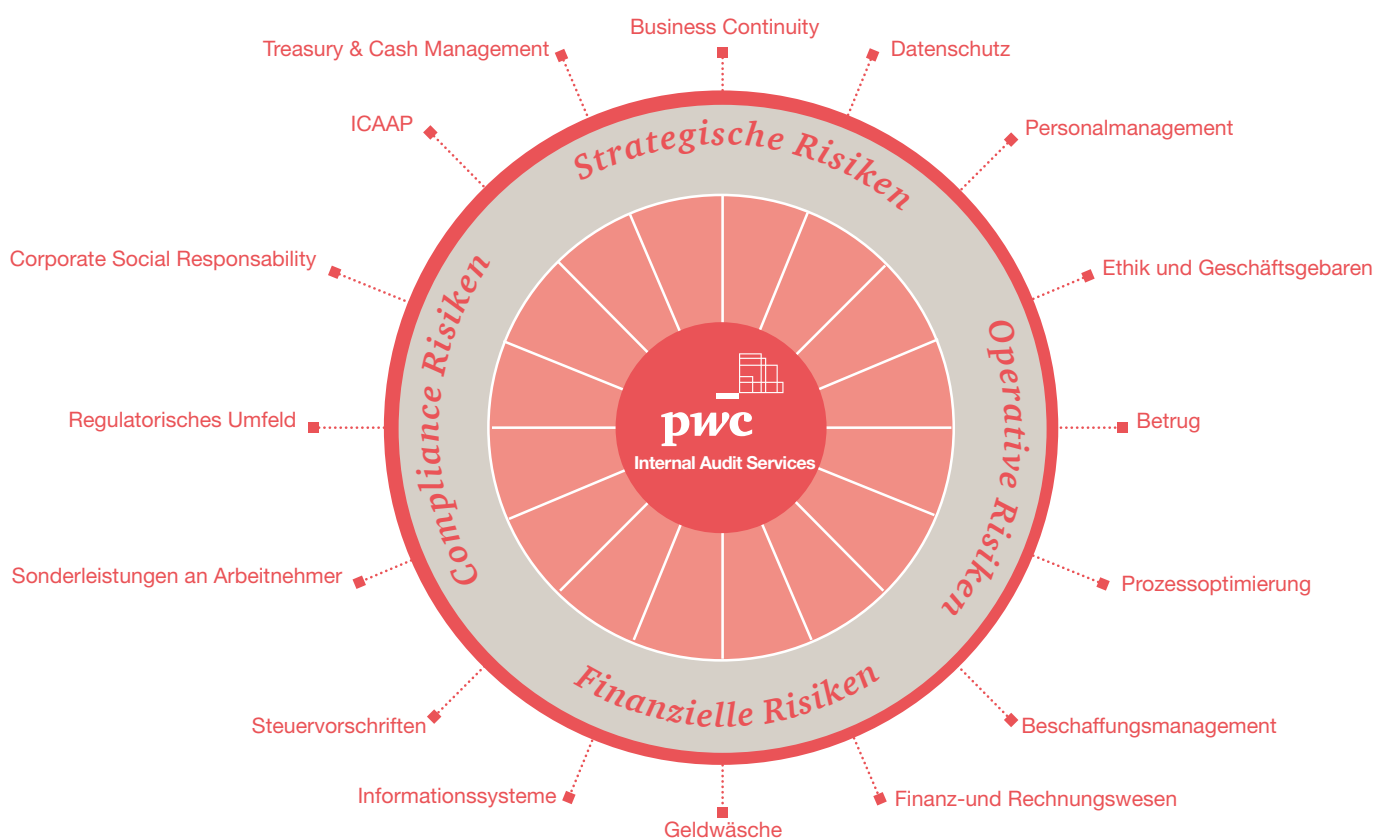 Business Continuity
Treasury & Cash Management
Datenschutz
ICAAP
Personalmanagement
Strategische Risiken
Corporate Social Responsability
Ethik und Geschäftsgebaren
Compliance Risiken
Operative Risiken
pwc
Internal Audit Services
Regulatorisches Umfeld
Betrug
Sonderleistungen an Arbeitnehmer
Prozessoptimierung
Finanzielle Risiken
Steuervorschriften
Beschaffungsmanagement
Informationssysteme
Finanz-und Rechnungswesen
Geldwäsche